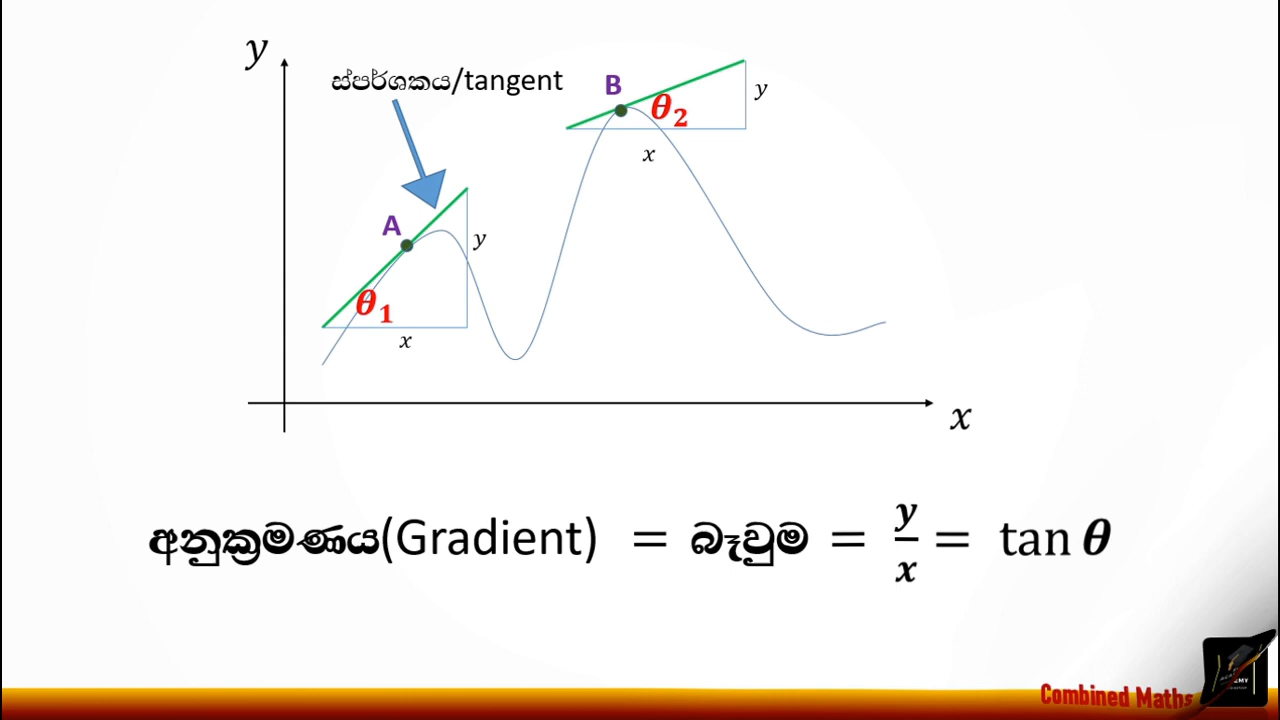 y
ස්පර්ශකය/tangent
B
θ₂
y
x
A
y
θ₁
x
x
අනුක්‍රමණය(Gradient) = බෑවුම = y/x = tan θ
Combined Maths